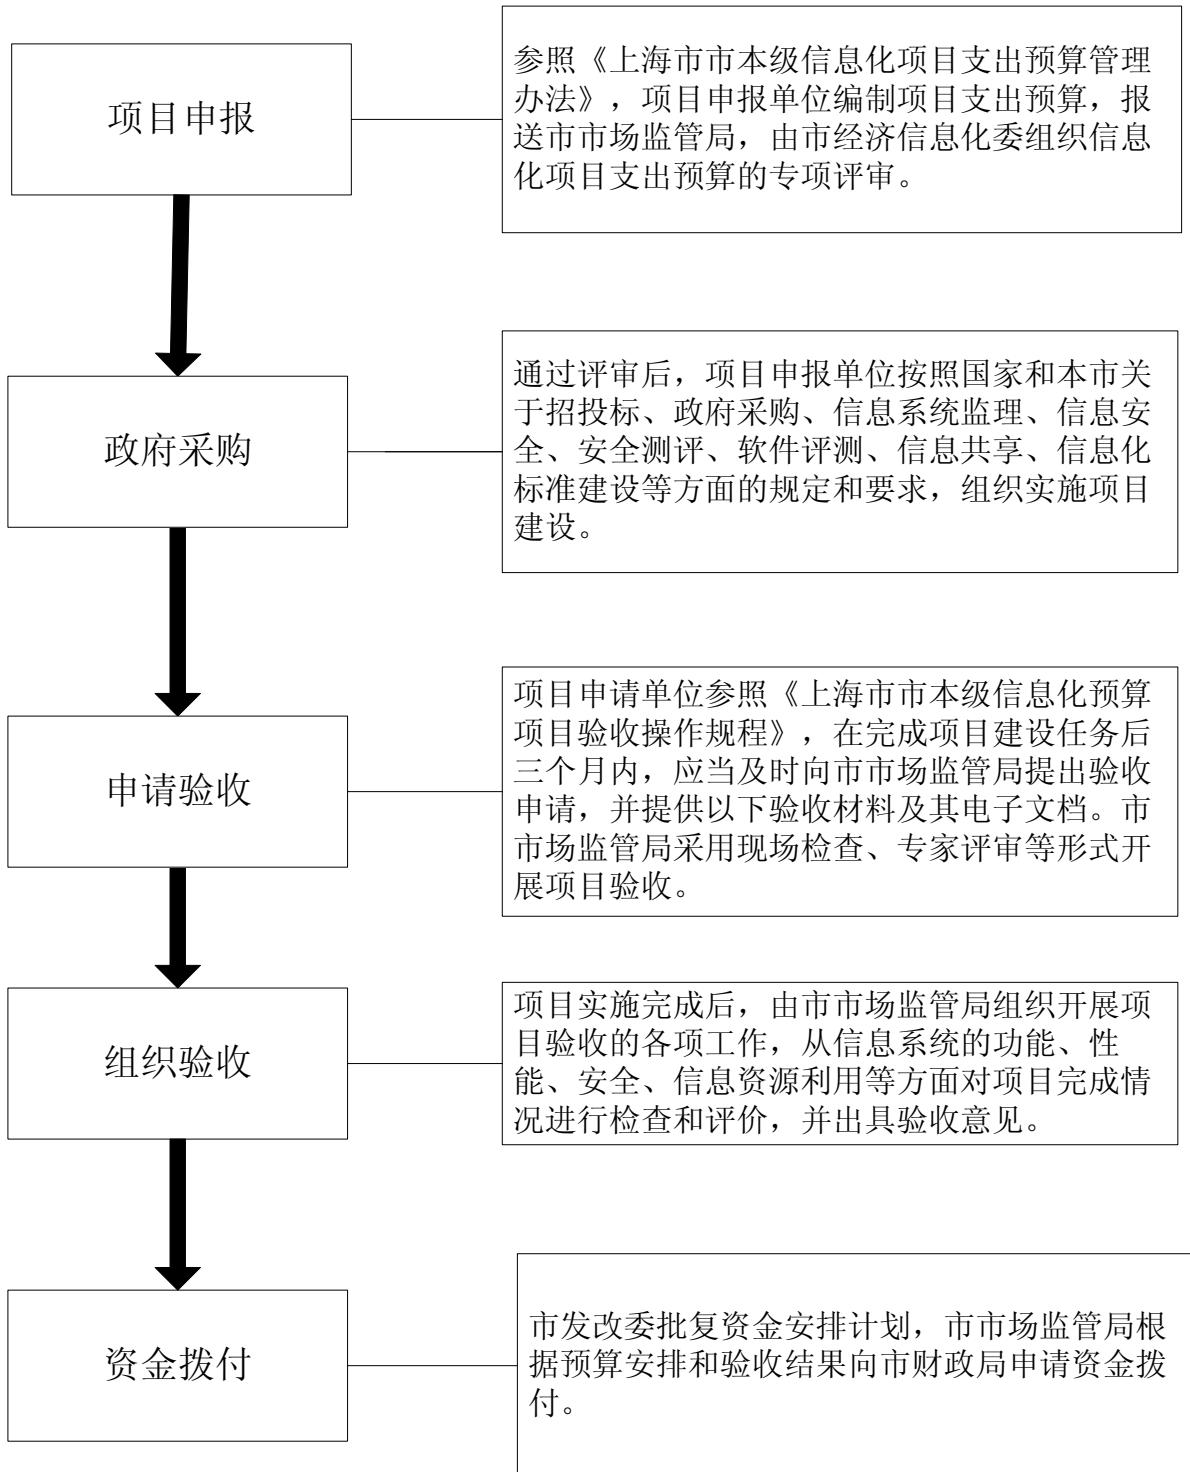 项目申报
参照《上海市市本级信息化项目支出预算管理
办法》，项目申报单位编制项目支出预算，报
送市市场监管局，由市经济信息化委组织信息
化项目支出预算的专项评审。
政府采购
通过评审后，项目申报单位按照国家和本市关
于招投标、政府采购、信息系统监理、信息安
全、安全测评、软件评测、信息共享、信息化
标准建设等方面的规定和要求，组织实施项目
建设。
申请验收
项目申请单位参照《上海市市本级信息化预算
项目验收操作规程》，在完成项目建设任务后
三个月内，应当及时向市市场监管局提出验收
申请，并提供以下验收材料及其电子文档。市
市场监管局采用现场检查、专家评审等形式开
展项目验收。
组织验收
项目实施完成后，由市市场监管局组织开展项
目验收的各项工作，从信息系统的功能、性
能、安全、信息资源利用等方面对项目完成情
况进行检查和评价，并出具验收意见。
资金拨付
市发改委批复资金安排计划，市市场监管局根
据预算安排和验收结果向市财政局申请资金拨
付。